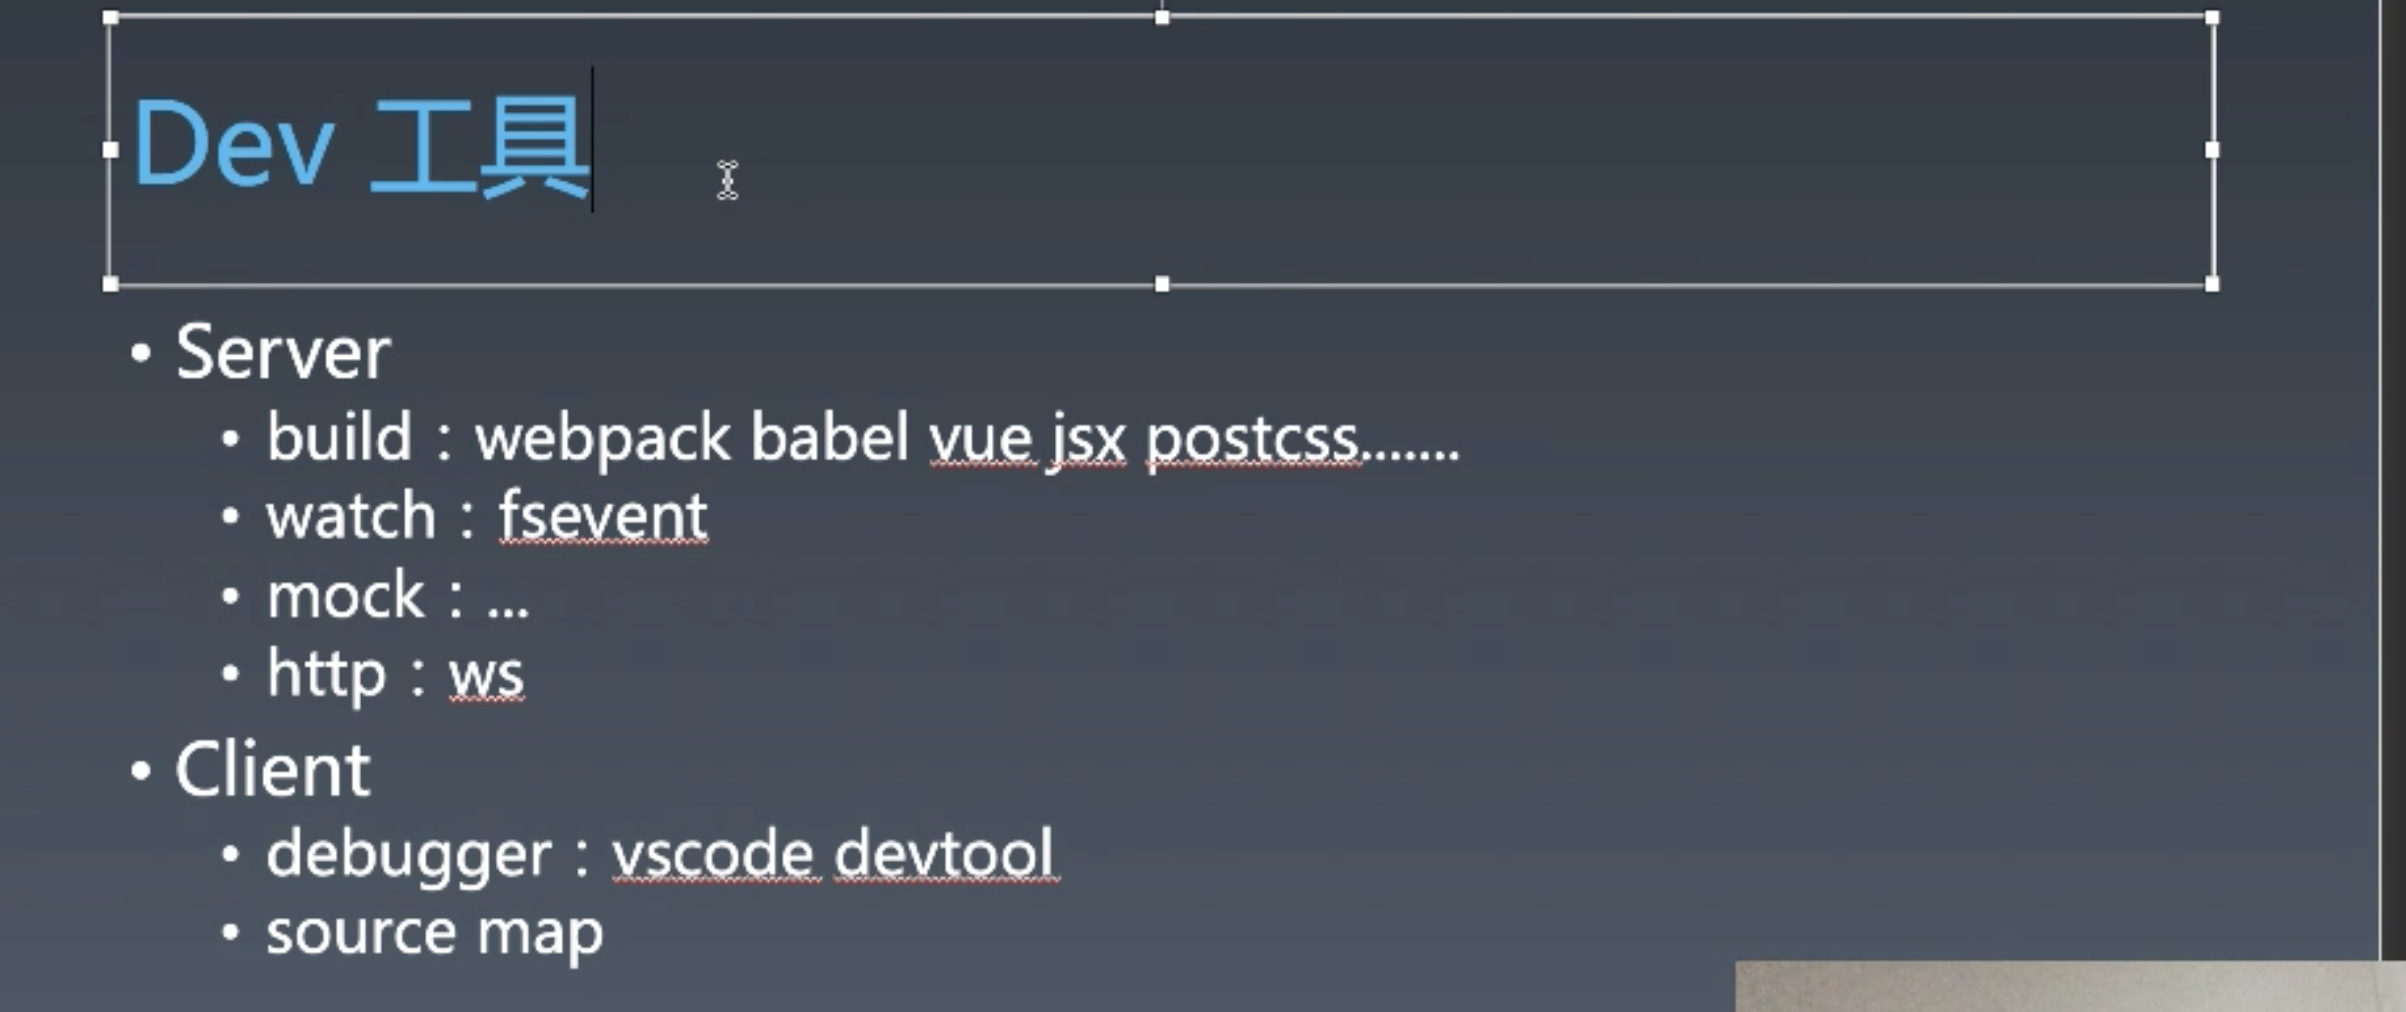 Dev 工具
• Server
• build：webpack babel vue jsx postcss.......
• watch：fsevent
• mock：...
• http：ws
• Client
• debugger：vscode devtool
• source map